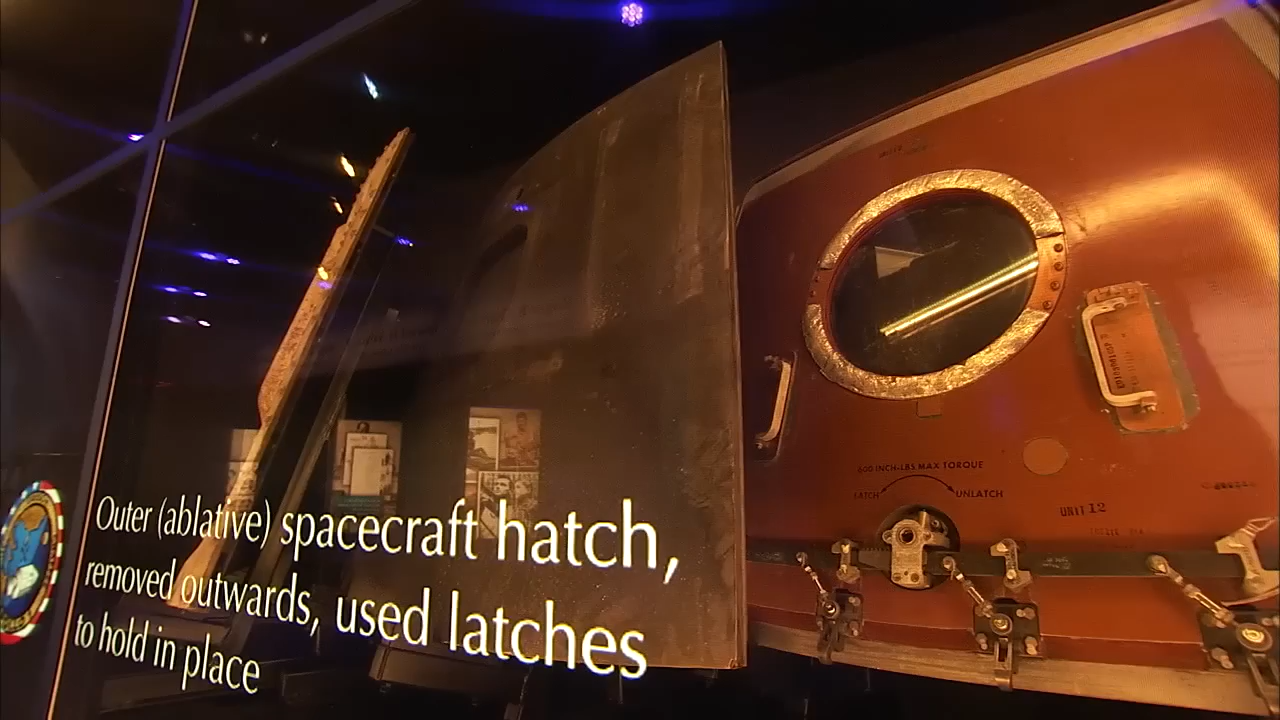 Outer (ablative) spacecraft hatch,
removed outwards, used latches
to hold in place
600 INCH-LBS MAX TORQUE
LATCH UNLATCH
UNIT 12